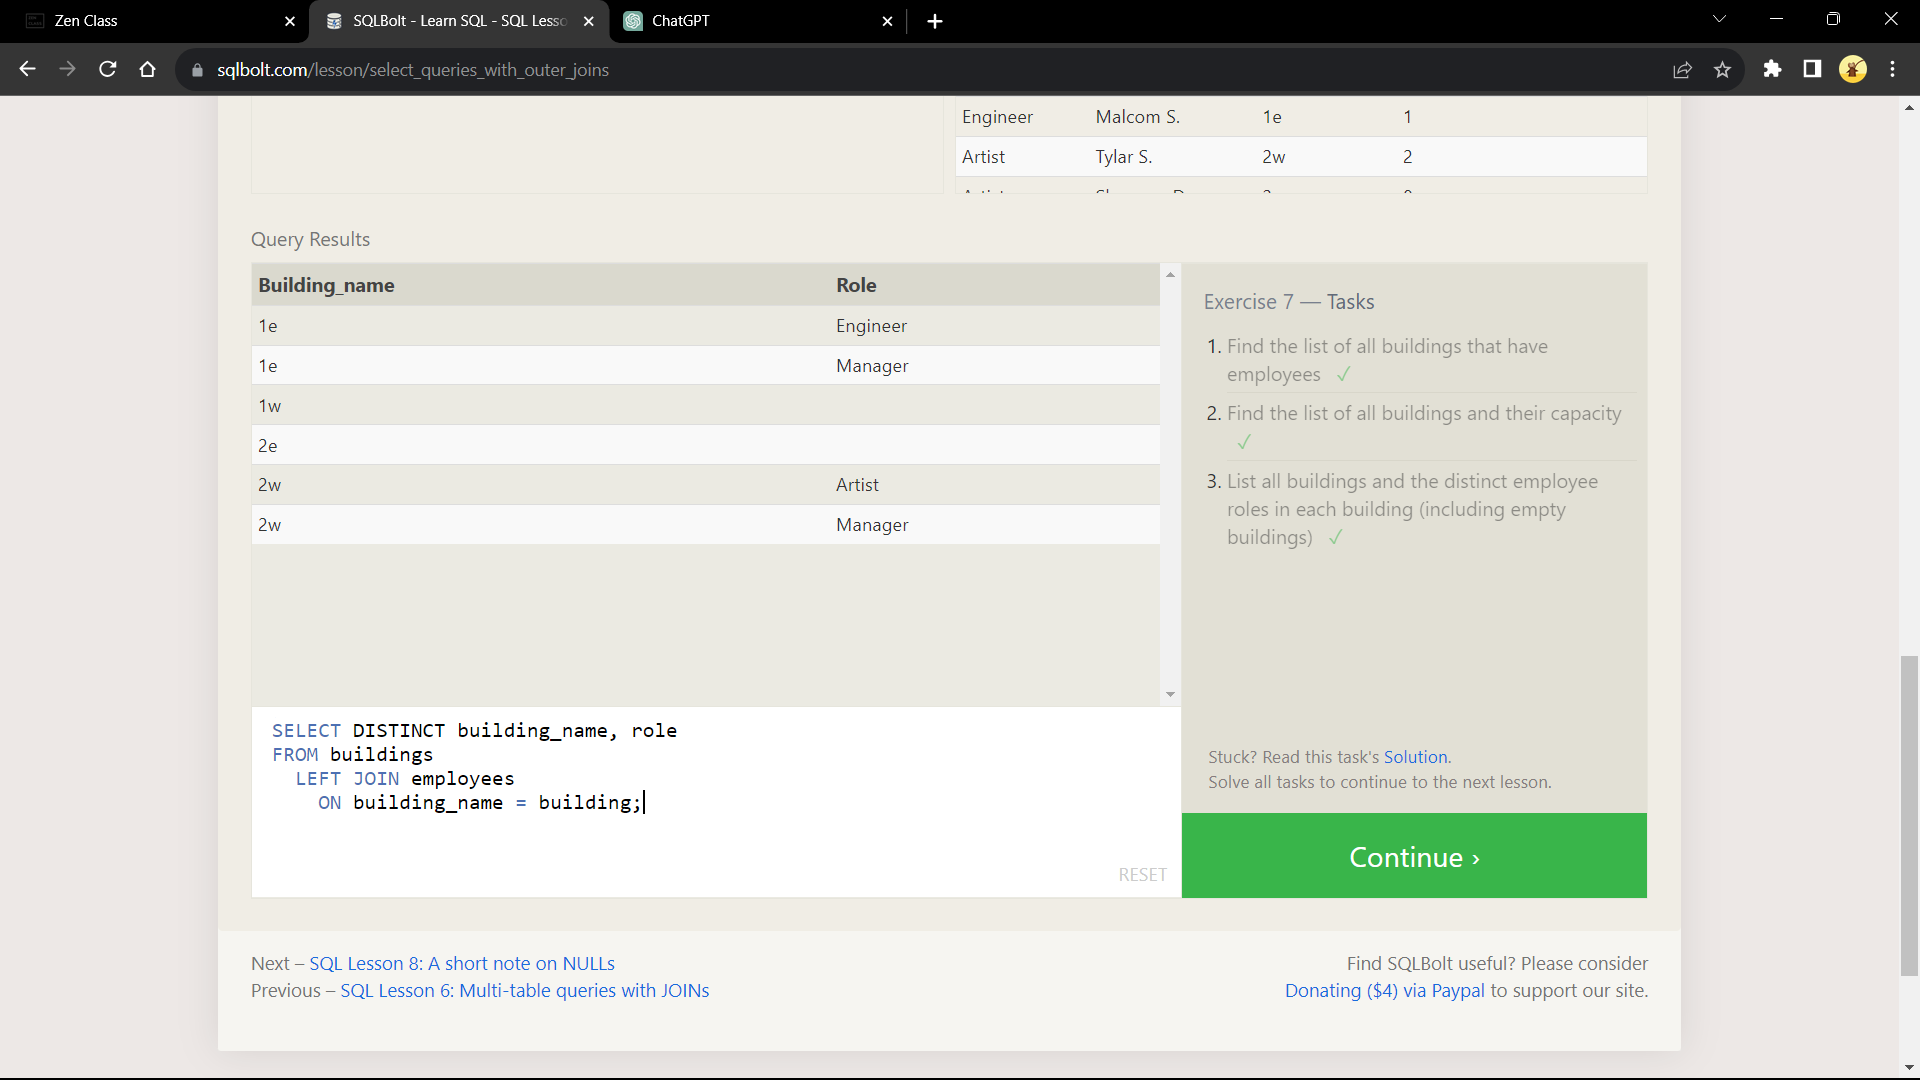 Zen Class
SQLBolt - Learn SQL - SQL Lesso
ChatGPT
sqlbolt.com/lesson/select_queries_with_outer_joins
Engineer Malcom S. 1e 1
Artist Tylar S. 2w 2
Query Results
Building_name Role
1e Engineer
1e Manager
1w
2e
2w Artist
2w Manager
Exercise 7 — Tasks
1. Find the list of all buildings that have
employees ✓
2. Find the list of all buildings and their capacity
✓
3. List all buildings and the distinct employee
roles in each building (including empty
buildings) ✓
SELECT DISTINCT building_name, role
FROM buildings
LEFT JOIN employees
ON building_name = building;
RESET
Stuck? Read this task's Solution.
Solve all tasks to continue to the next lesson.
Continue ›
Next – SQL Lesson 8: A short note on NULLs
Previous – SQL Lesson 6: Multi-table queries with JOINs
Find SQLBolt useful? Please consider
Donating ($4) via Paypal to support our site.